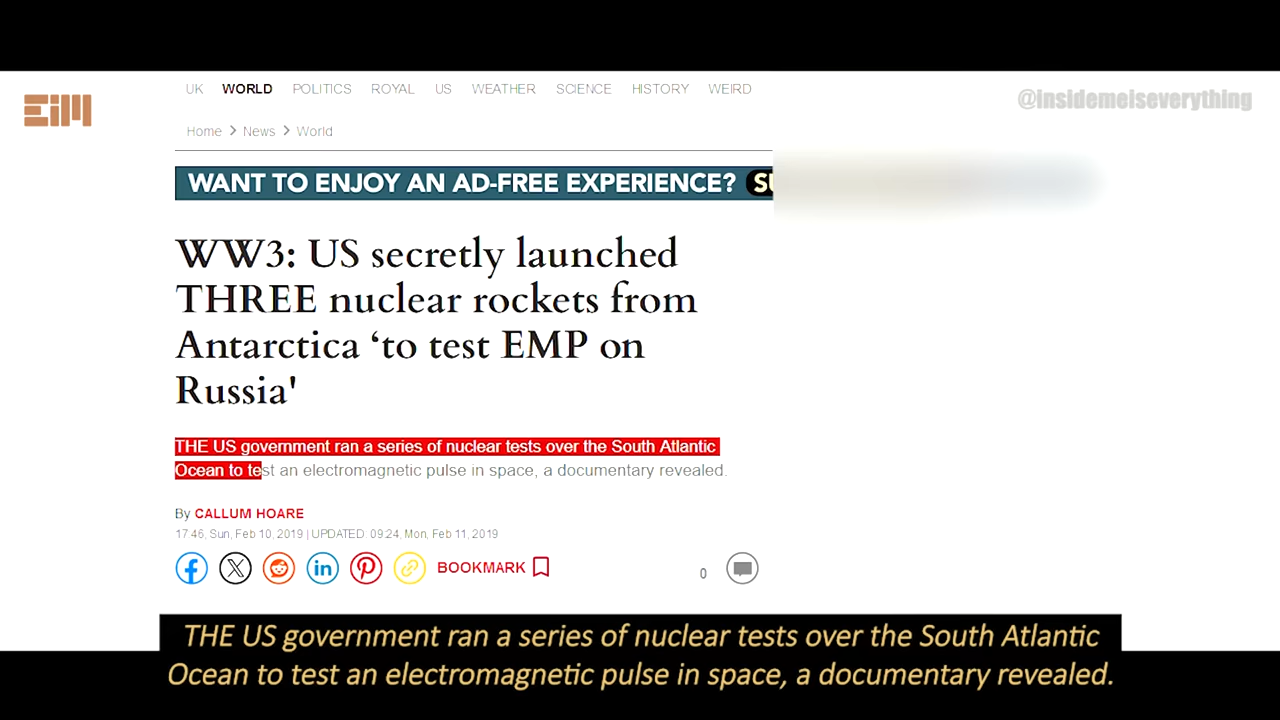 EIM
@insidemeiseverything
UK WORLD POLITICS ROYAL US WEATHER SCIENCE HISTORY WEIRD
Home > News > World
WANT TO ENJOY AN AD-FREE EXPERIENCE?
WW3: US secretly launched
THREE nuclear rockets from
Antarctica ‘to test EMP on
Russia'
THE US government ran a series of nuclear tests over the South Atlantic
Ocean to test an electromagnetic pulse in space, a documentary revealed.
By CALLUM HOARE
17:46, Sun, Feb 10, 2019 | UPDATED: 09:24, Mon, Feb 11, 2019
BOOKMARK
0
THE US government ran a series of nuclear tests over the South Atlantic
Ocean to test an electromagnetic pulse in space, a documentary revealed.